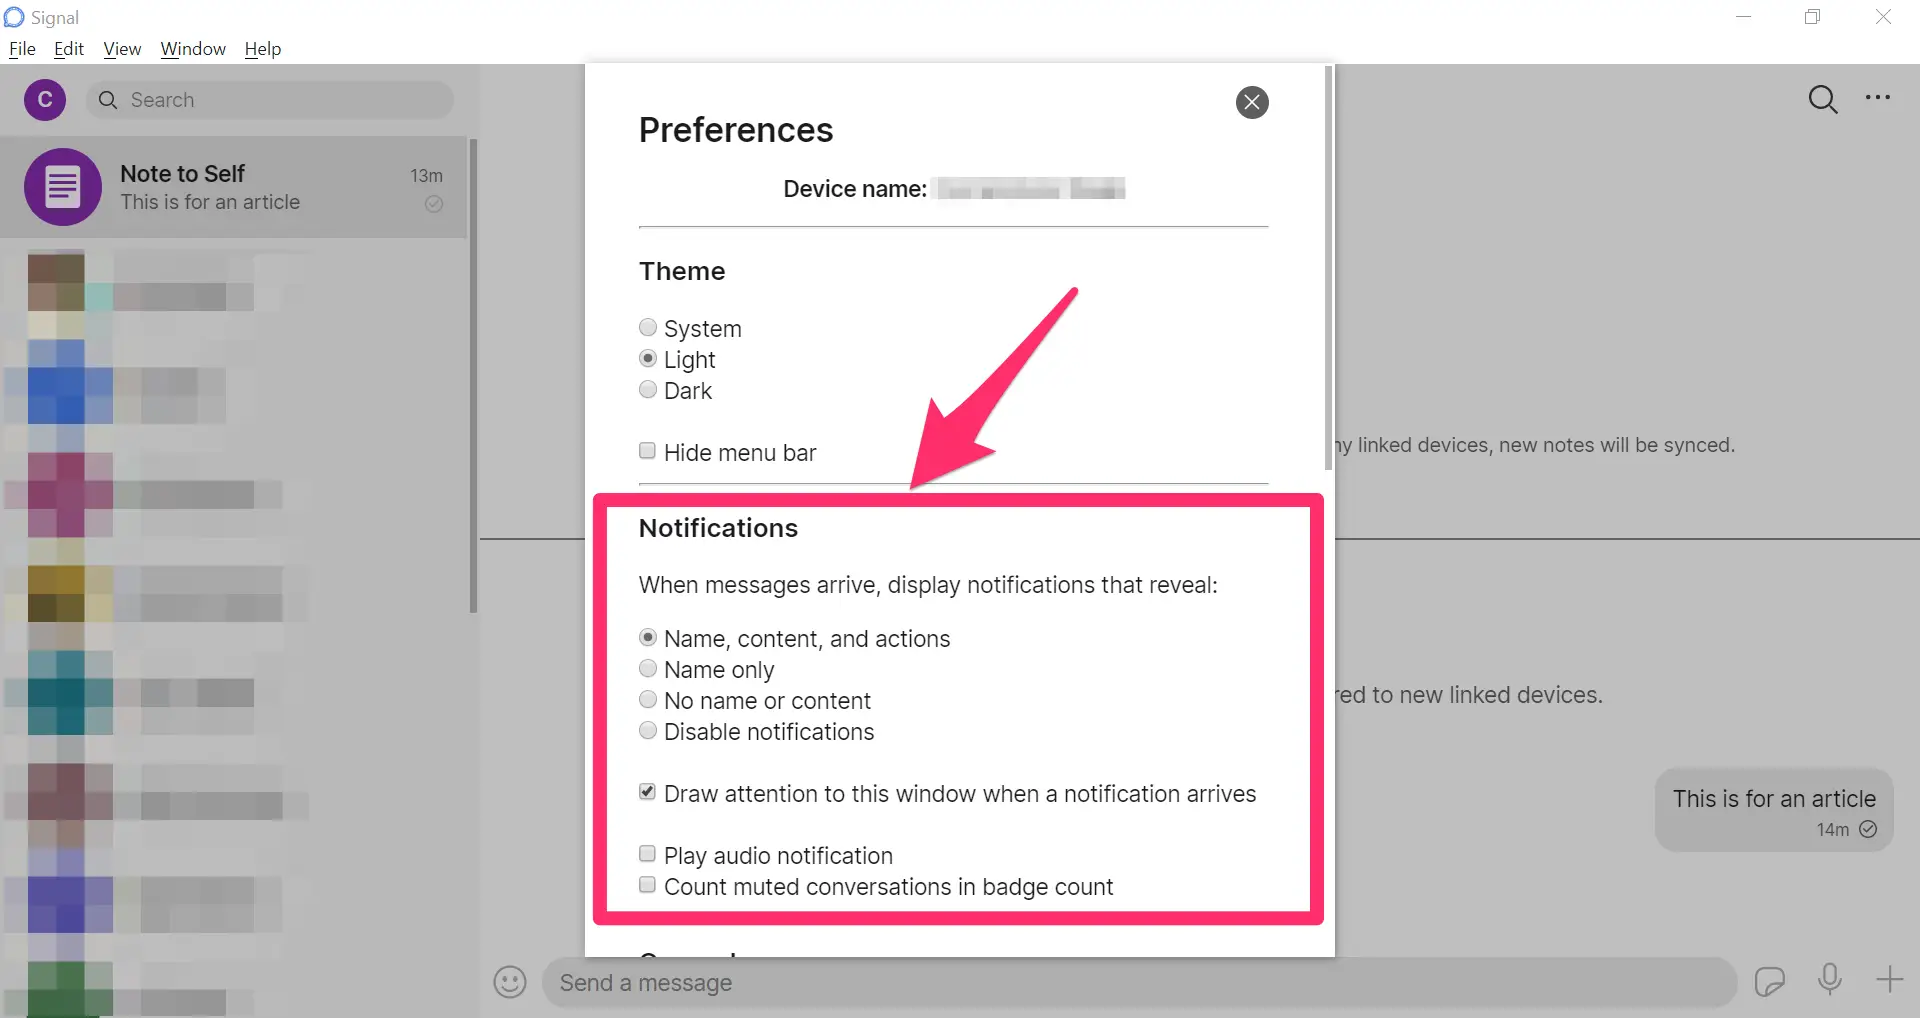 Signal
File Edit View Window Help
C
Search
Note to Self
13m
This is for an article
Preferences
Device name:
Theme
System
Light
Dark
Hide menu bar
Notifications
When messages arrive, display notifications that reveal:
Name, content, and actions
Name only
No name or content
Disable notifications
Draw attention to this window when a notification arrives
Play audio notification
Count muted conversations in badge count
linked devices, new notes will be synced.
to new linked devices.
This is for an article
14m
Send a message